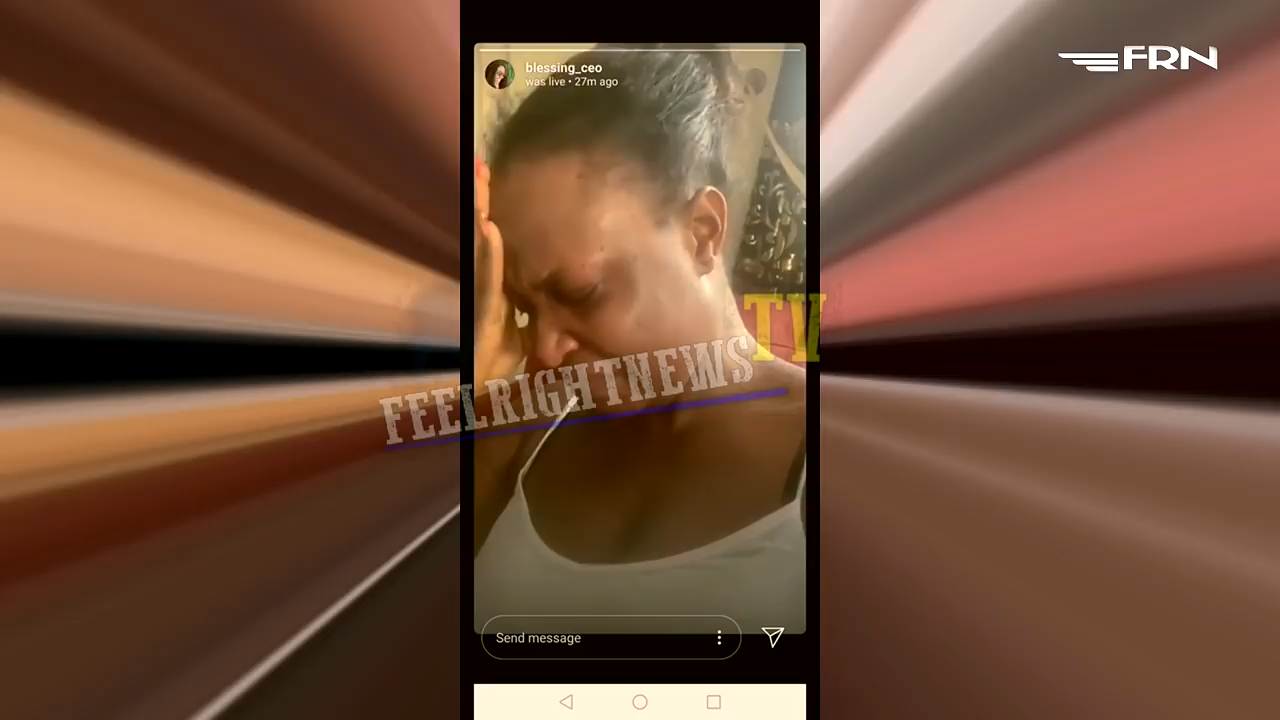 FRN
blessing_ceo
was live • 27m ago
FEELRIGHTNEWS TV
Send message